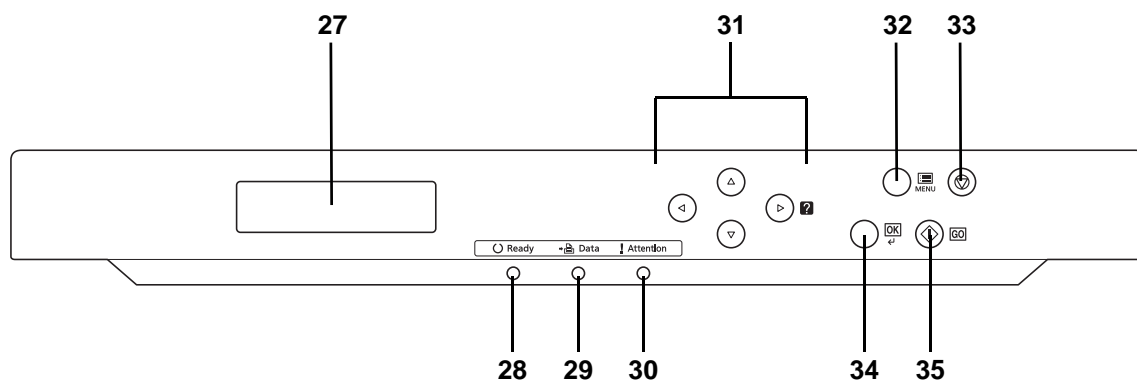 27 31 32 33
MENU
?
OK GO
Ready Data ! Attention
28 29 30 34 35